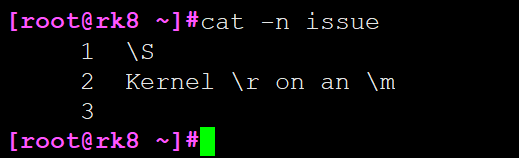 [root@rk8 ~]#cat -n issue
     1  \S
     2  Kernel \r on an \m
     3
[root@rk8 ~]#